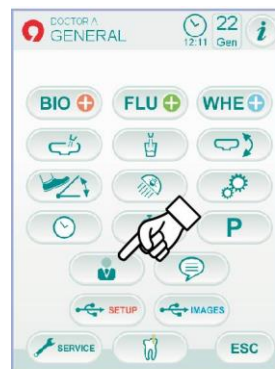 DOCTOR A
GENERAL
12:11
22
Gen
i
BIO
FLU
WHE
P
SETUP
IMAGES
SERVICE
ESC